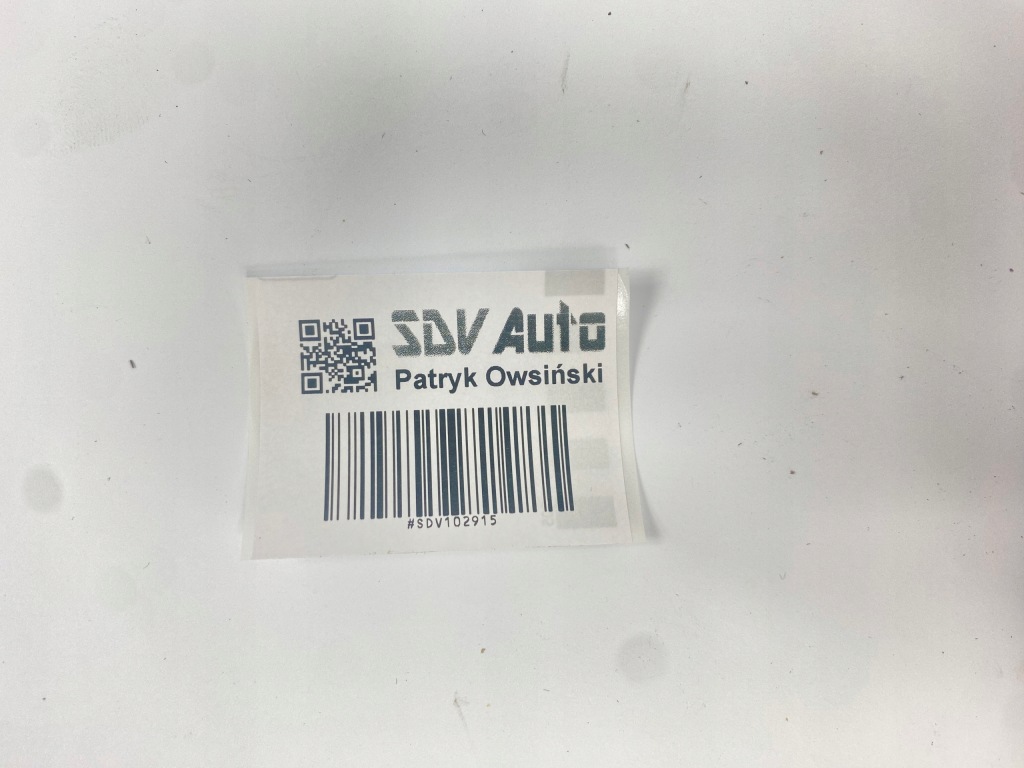 SDV Auto
Patryk Owsiński
#SDV102915